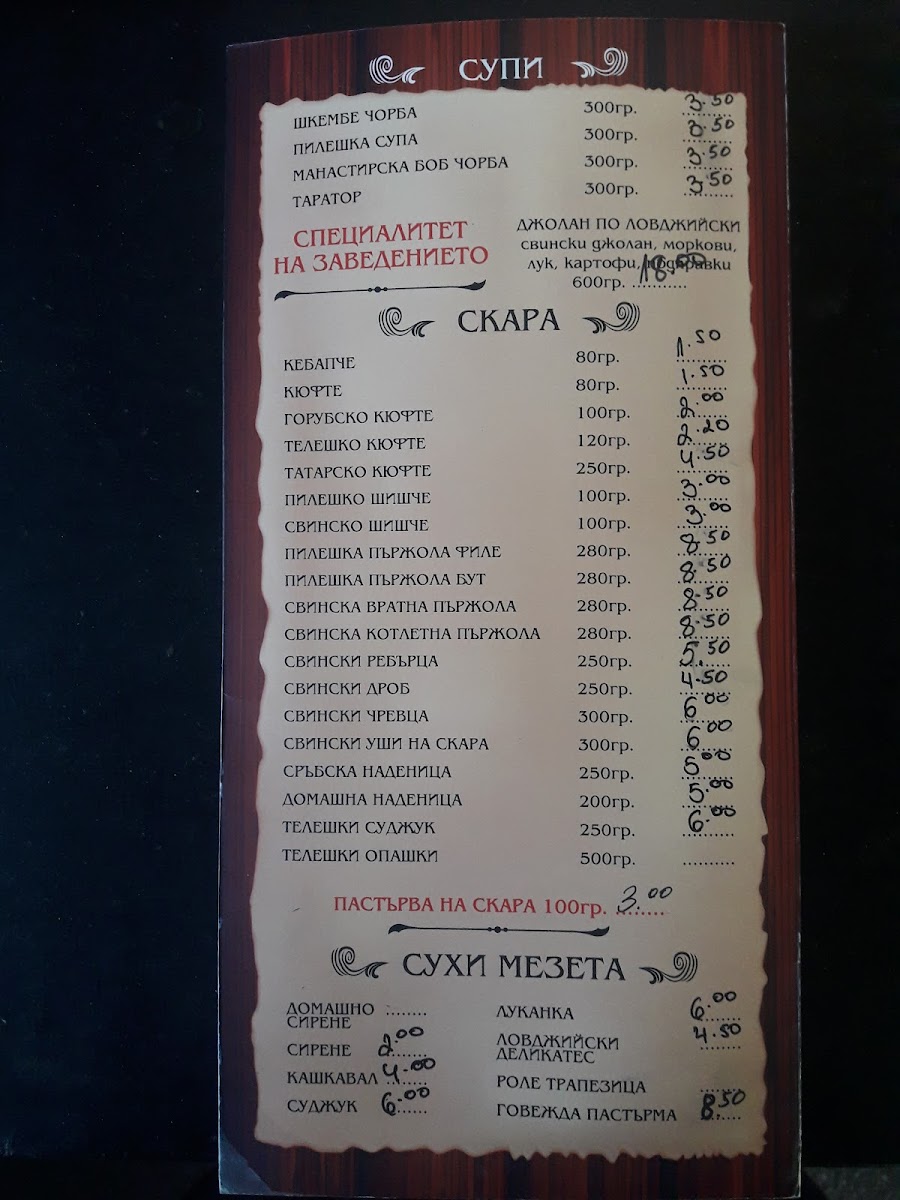 СУПИ
ШКЕМБЕ ЧОРБА 300гр. 3.50
ПИЛЕШКА СУПА 300гр. 3.50
МАНАСТИРСКА БОБ ЧОРБА 300гр. 3.50
ТАРАТОР 300гр. 3.50
СПЕЦИАЛИТЕТ
НА ЗАВЕДЕНИЕТО
ДЖОЛАН ПО ЛОВДЖИЙСКИ
свински джолан, моркови,
лук, картофи, подправки
600гр. 18.00
СКАРА
КЕБАПЧЕ 80гр. 1.50
КЮФТЕ 80гр. 1.50
ГОРУБСКО КЮФТЕ 100гр. 2.00
ТЕЛЕШКО КЮФТЕ 120гр. 2.20
ТАТАРСКО КЮФТЕ 250гр. 4.50
ПИЛЕШКО ШИШЧЕ 100гр. 3.00
СВИНСКО ШИШЧЕ 100гр. 3.00
ПИЛЕШКА ПЪРЖОЛА ФИЛЕ 280гр. 8.50
ПИЛЕШКА ПЪРЖОЛА БУТ 280гр. 8.50
СВИНСКА ВРАТНА ПЪРЖОЛА 280гр. 8.50
СВИНСКА КОТЛЕТНА ПЪРЖОЛА 280гр. 8.50
СВИНСКИ РЕБЪРЦА 250гр. 5.50
СВИНСКИ ДРОБ 250гр. 4.50
СВИНСКИ ЧРЕВЦА 300гр. 6.00
СВИНСКИ УШИ НА СКАРА 300гр. 6.00
СРЪБСКА НАДЕНИЦА 250гр. 5.00
ДОМАШНА НАДЕНИЦА 200гр. 5.00
ТЕЛЕШКИ СУДЖУК 250гр. 6.00
ТЕЛЕШКИ ОПАШКИ 500гр. ..........
ПАСТЪРВА НА СКАРА 100гр. 3.00
СУХИ МЕЗЕТА
ДОМАШНО ........
СИРЕНЕ
СИРЕНЕ 2.00
КАШКАВАЛ 4.00
СУДЖУК 6.00
ЛУКАНКА 6.00
ЛОВДЖИЙСКИ 4.50
ДЕЛИКАТЕС
РОЛЕ ТРАПЕЗИЦА ........
ГОВЕЖДА ПАСТЪРМА 8.50